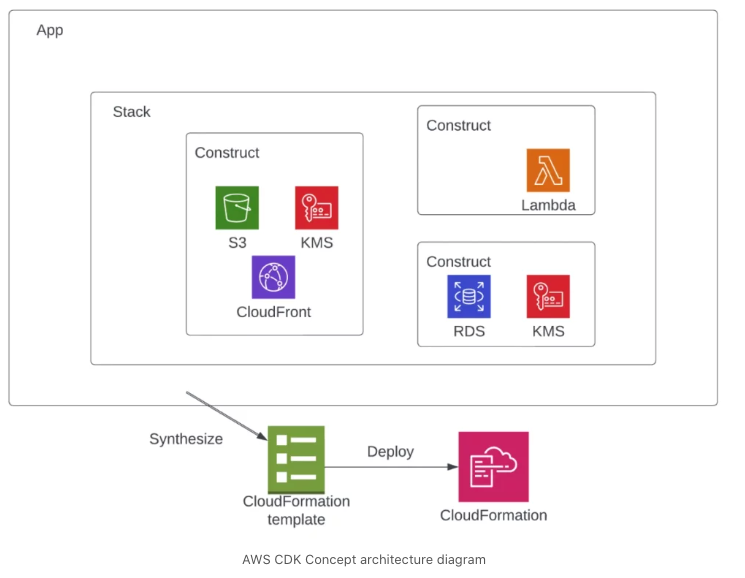 App
Stack
Construct
S3
KMS
CloudFront
Construct
Lambda
Construct
RDS
KMS
Synthesize
CloudFormation
template
Deploy
CloudFormation
AWS CDK Concept architecture diagram